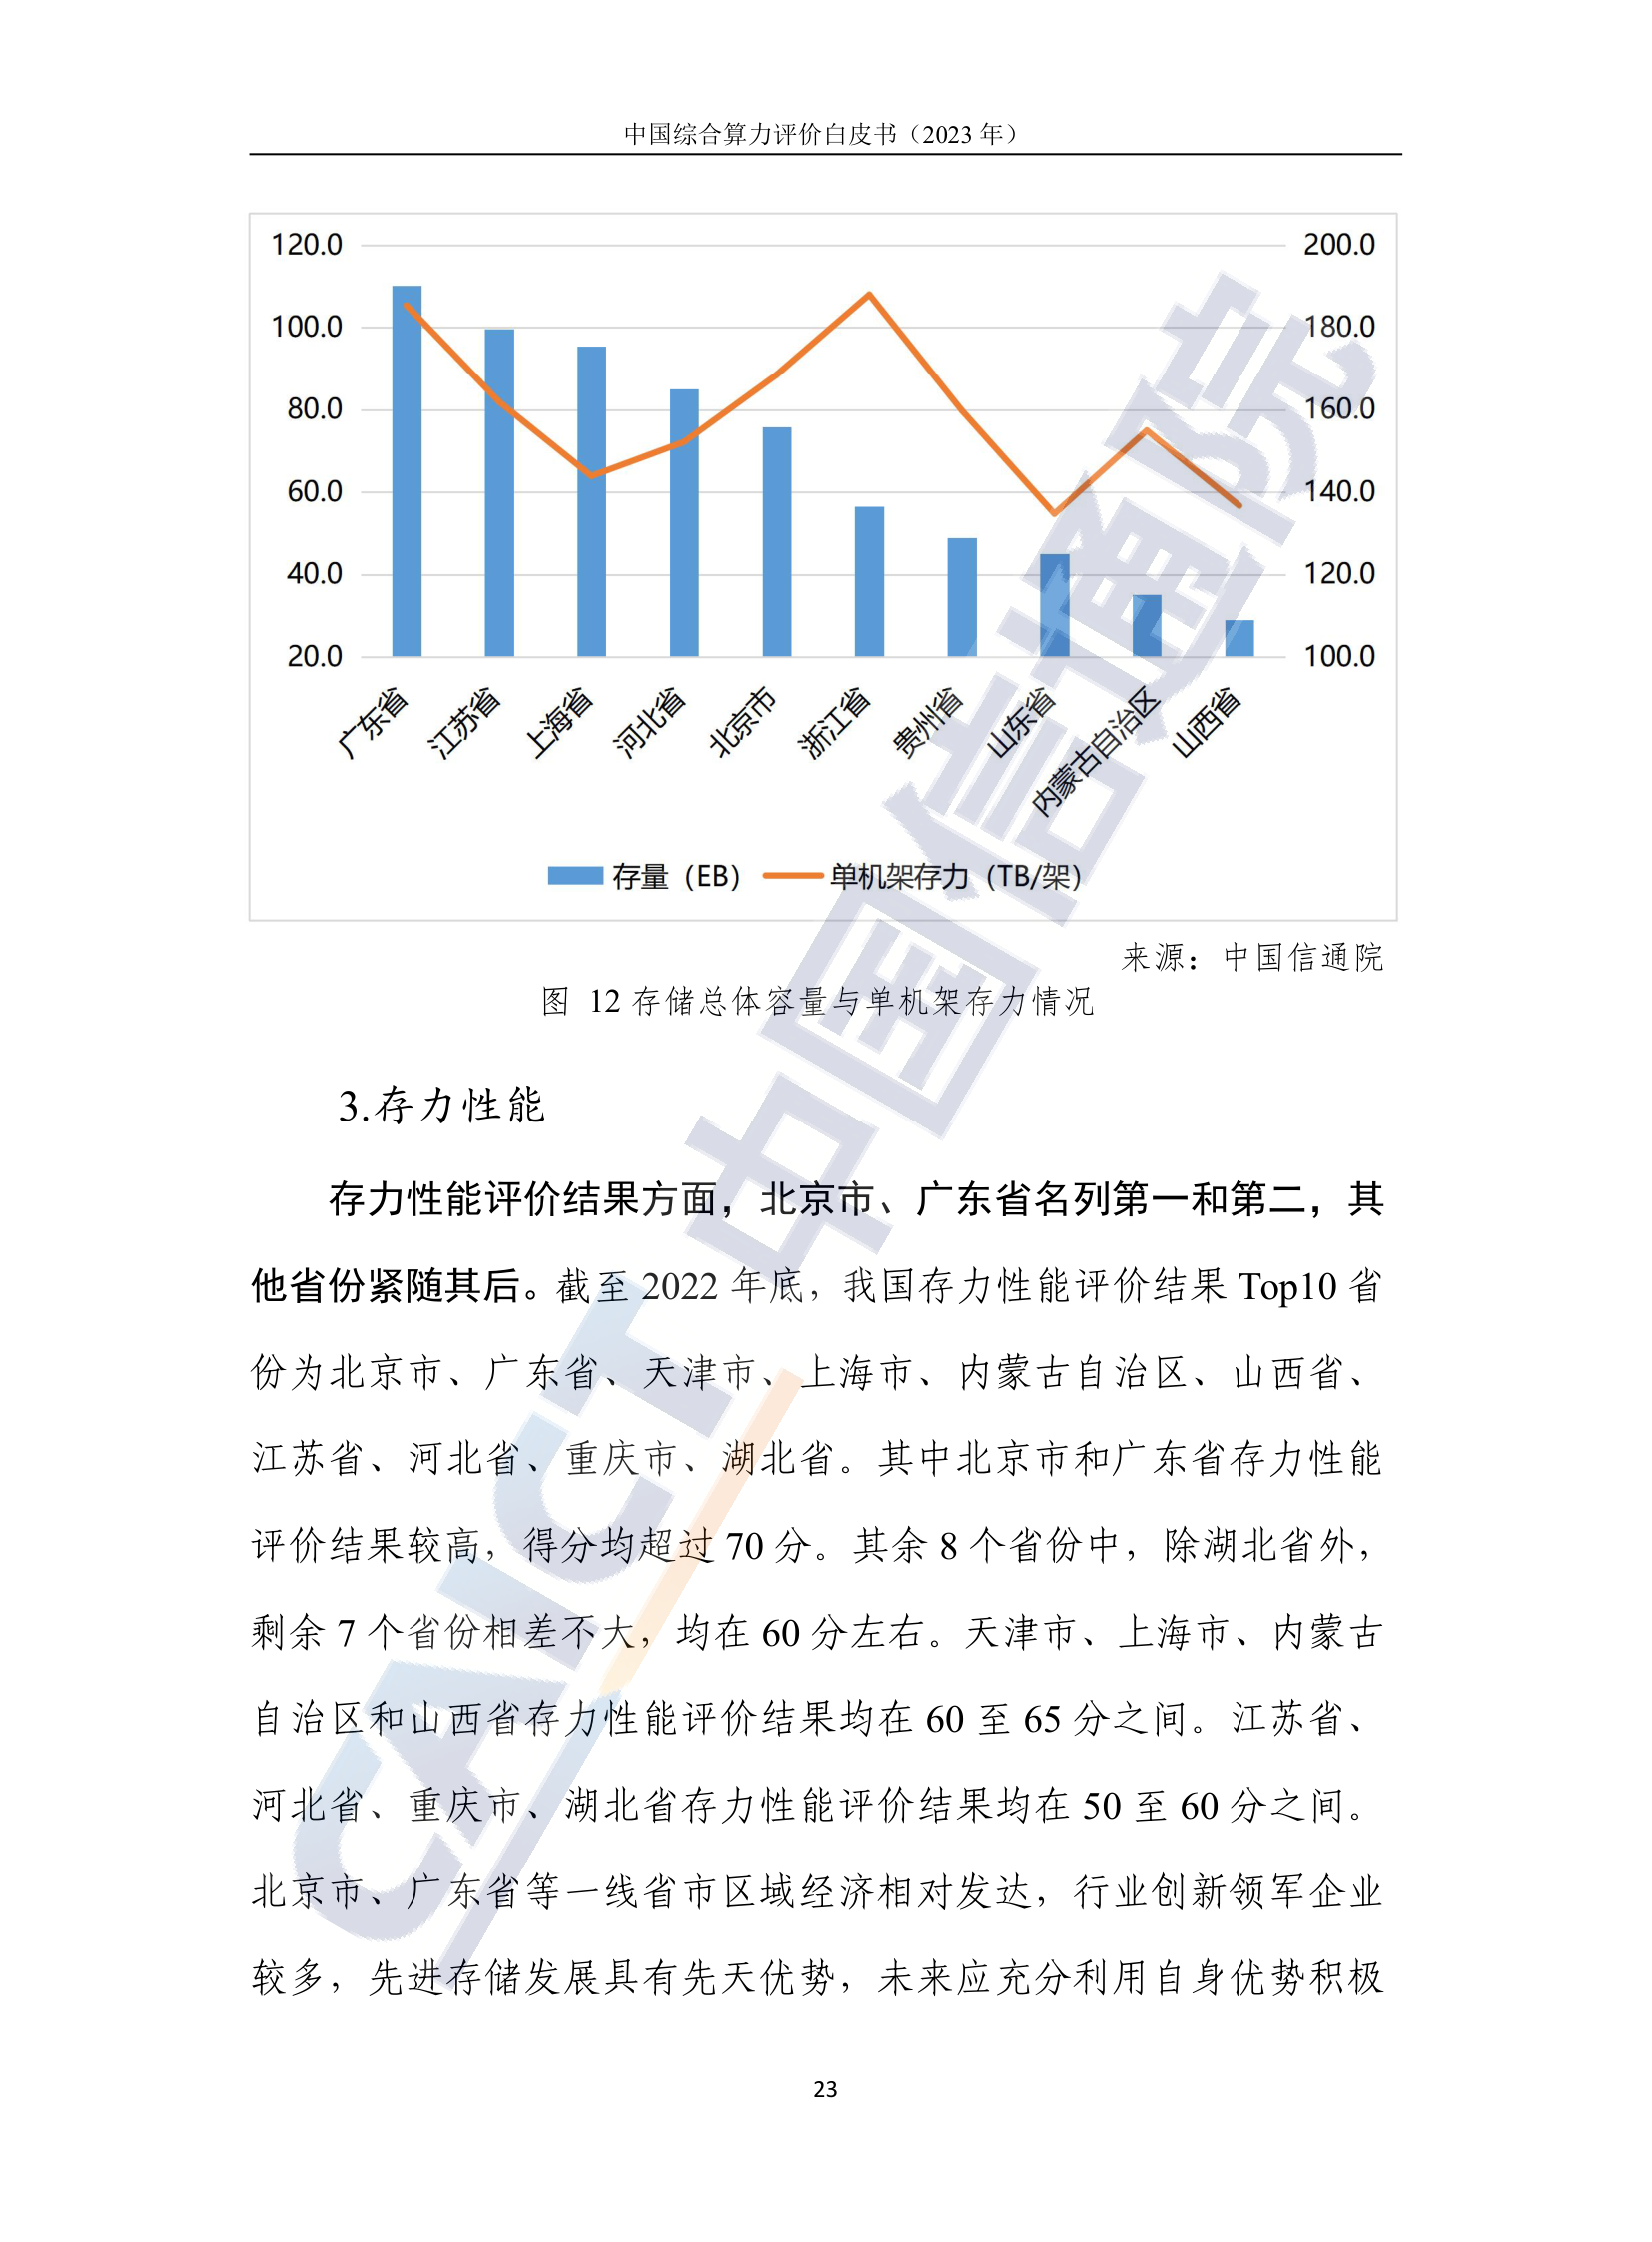 中国综合算力评价白皮书（2023 年）
120.0
100.0
80.0
60.0
40.0
20.0
200.0
180.0
160.0
140.0
120.0
100.0
广东省
江苏省
上海省
河北省
北京市
浙江省
贵州省
山东省
内蒙古自治区
山西省
存量（EB） 单机架存力（TB/架）
来源：中国信通院
图 12 存储总体容量与单机架存力情况
3.存力性能
存力性能评价结果方面，北京市、广东省名列第一和第二，其
他省份紧随其后。截至 2022 年底，我国存力性能评价结果 Top10 省
份为北京市、广东省、天津市、上海市、内蒙古自治区、山西省、
江苏省、河北省、重庆市、湖北省。其中北京市和广东省存力性能
评价结果较高，得分均超过 70 分。其余 8 个省份中，除湖北省外，
剩余 7 个省份相差不大，均在 60 分左右。天津市、上海市、内蒙古
自治区和山西省存力性能评价结果均在 60 至 65 分之间。江苏省、
河北省、重庆市、湖北省存力性能评价结果均在 50 至 60 分之间。
北京市、广东省等一线省市区域经济相对发达，行业创新领军企业
较多，先进存储发展具有先天优势，未来应充分利用自身优势积极
23
CAICT 中国信通院